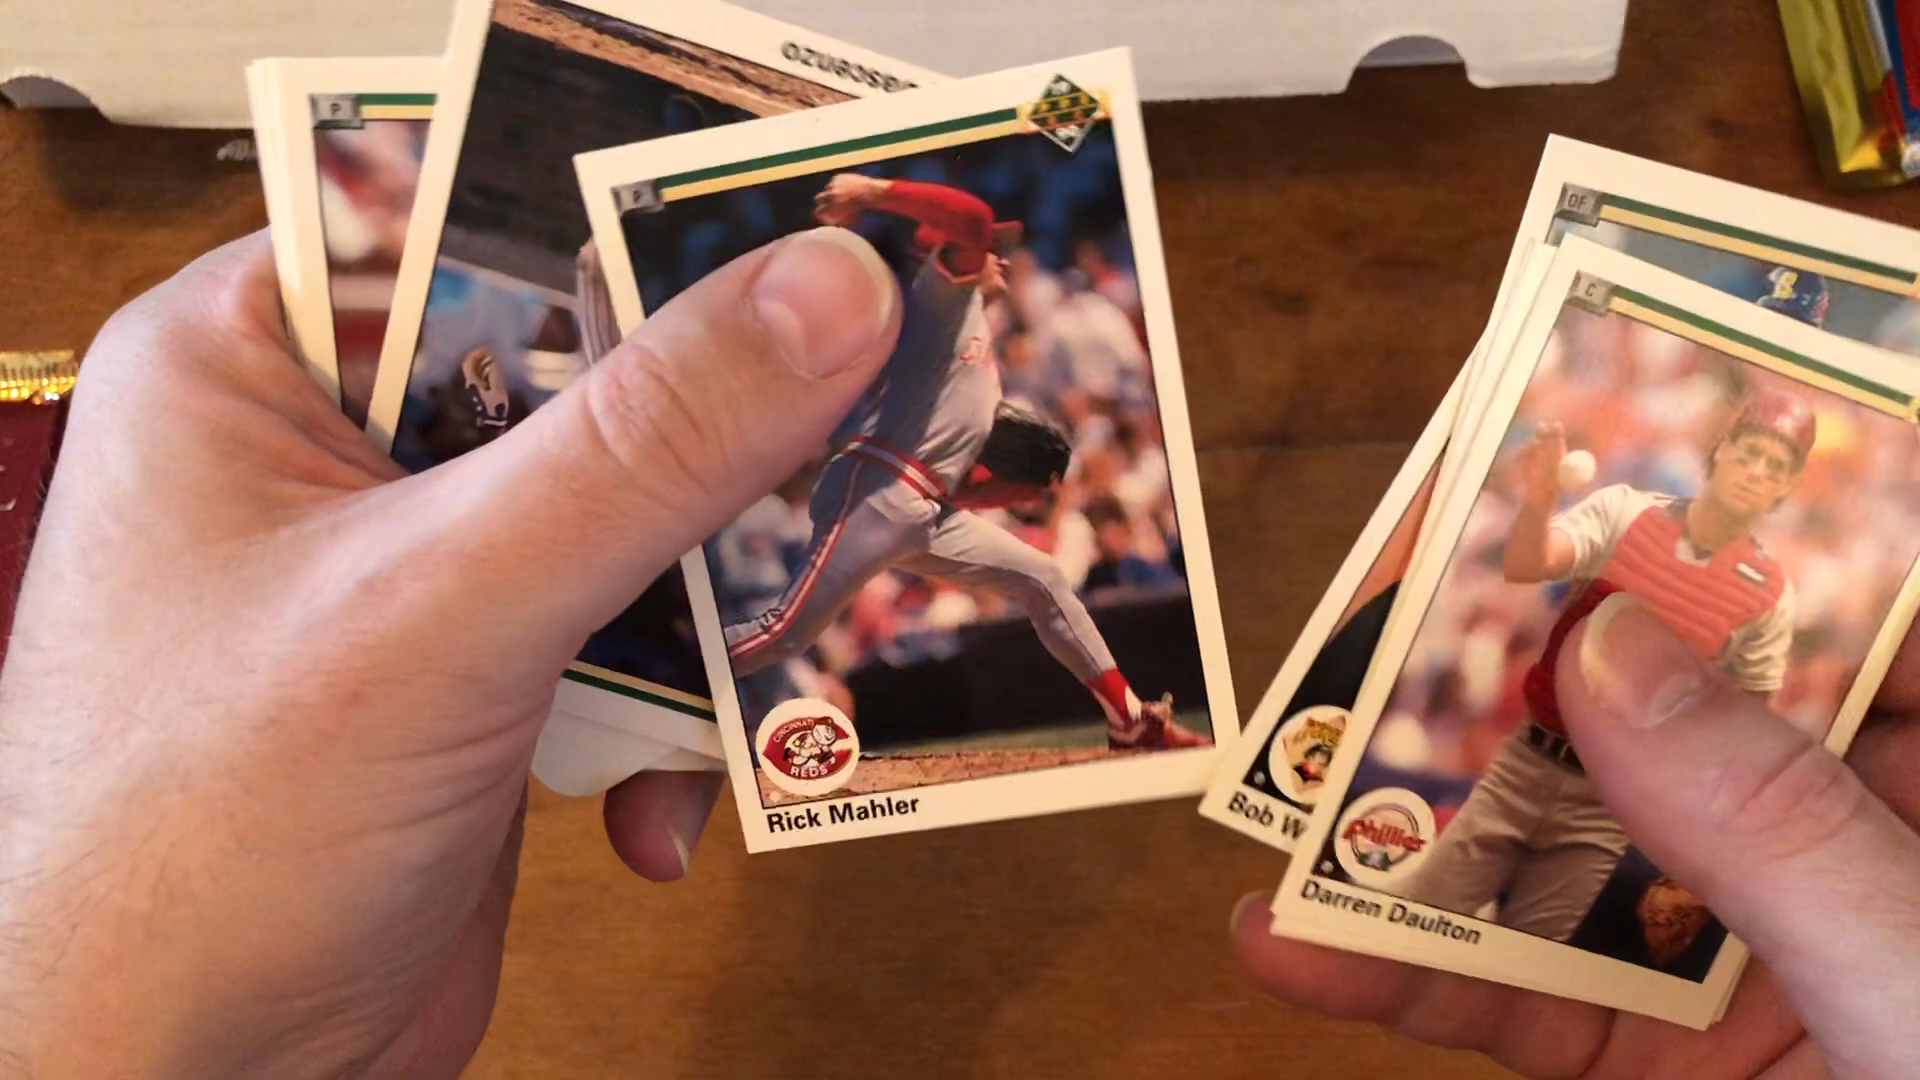 P
P
CINCINNATI
REDS
Rick Mahler
OF
C
Bob W
Phillies
Darren Daulton